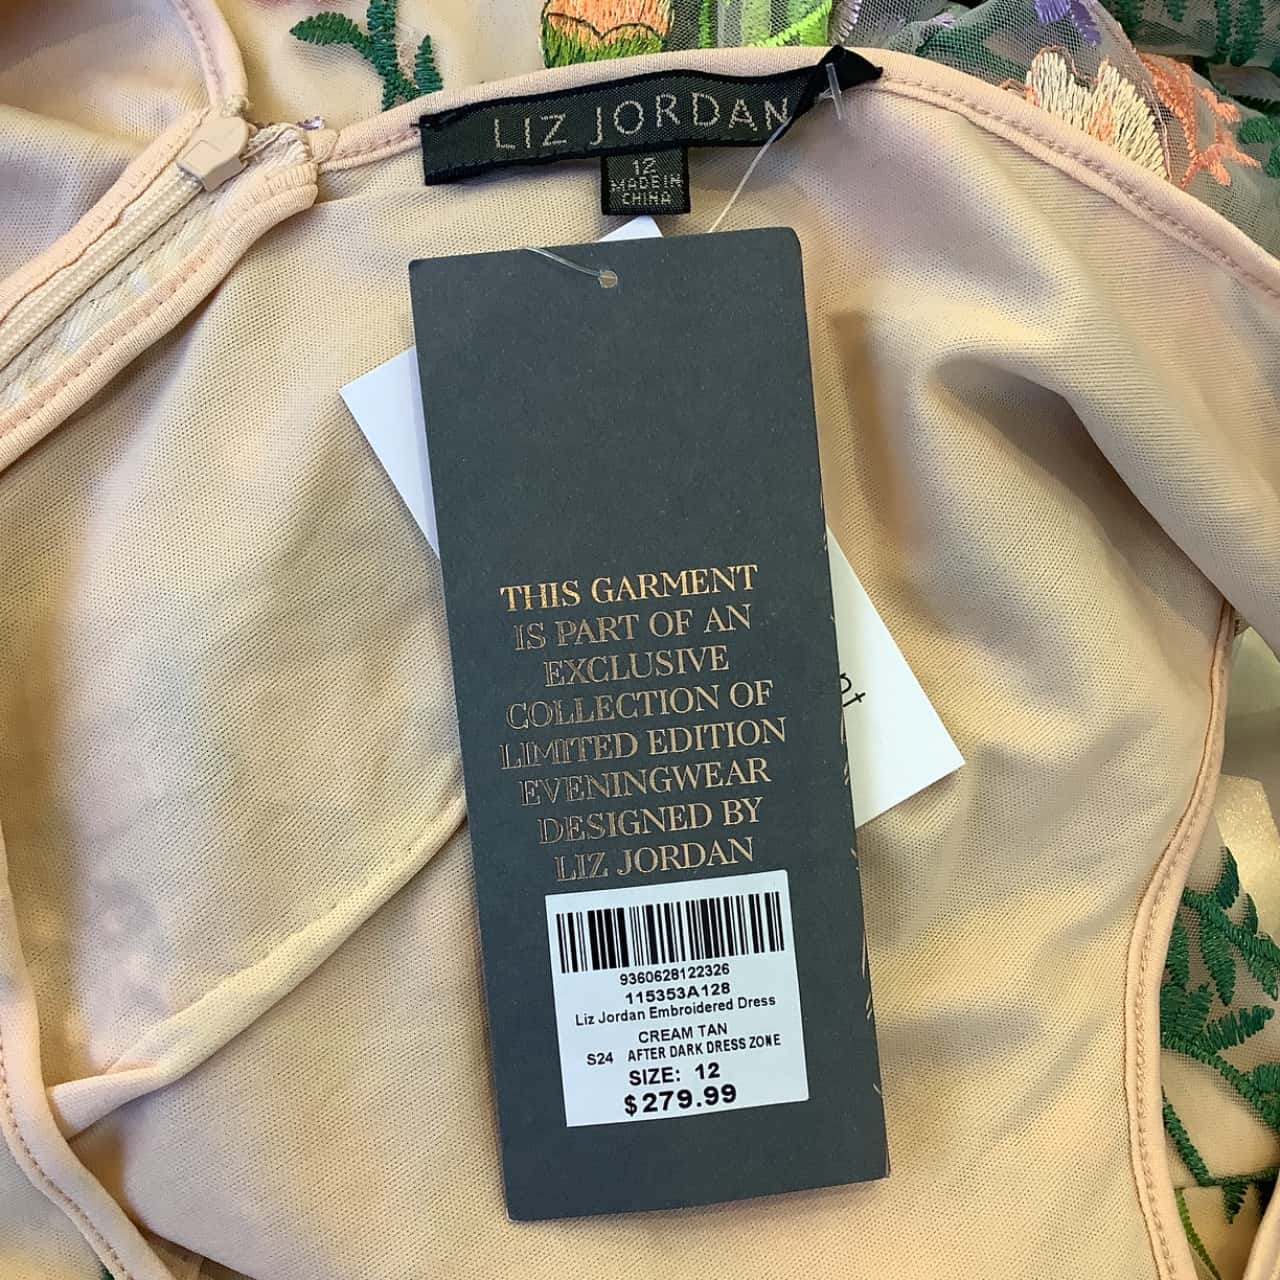 LIZ JORDAN
12
MADE IN
CHINA
THIS GARMENT
IS PART OF AN
EXCLUSIVE
COLLECTION OF
LIMITED EDITION
EVENINGWEAR
DESIGNED BY
LIZ JORDAN
9360628122326
115353A128
Liz Jordan Embroidered Dress
CREAM TAN
S24 AFTER DARK DRESS ZONE
SIZE: 12
$279.99